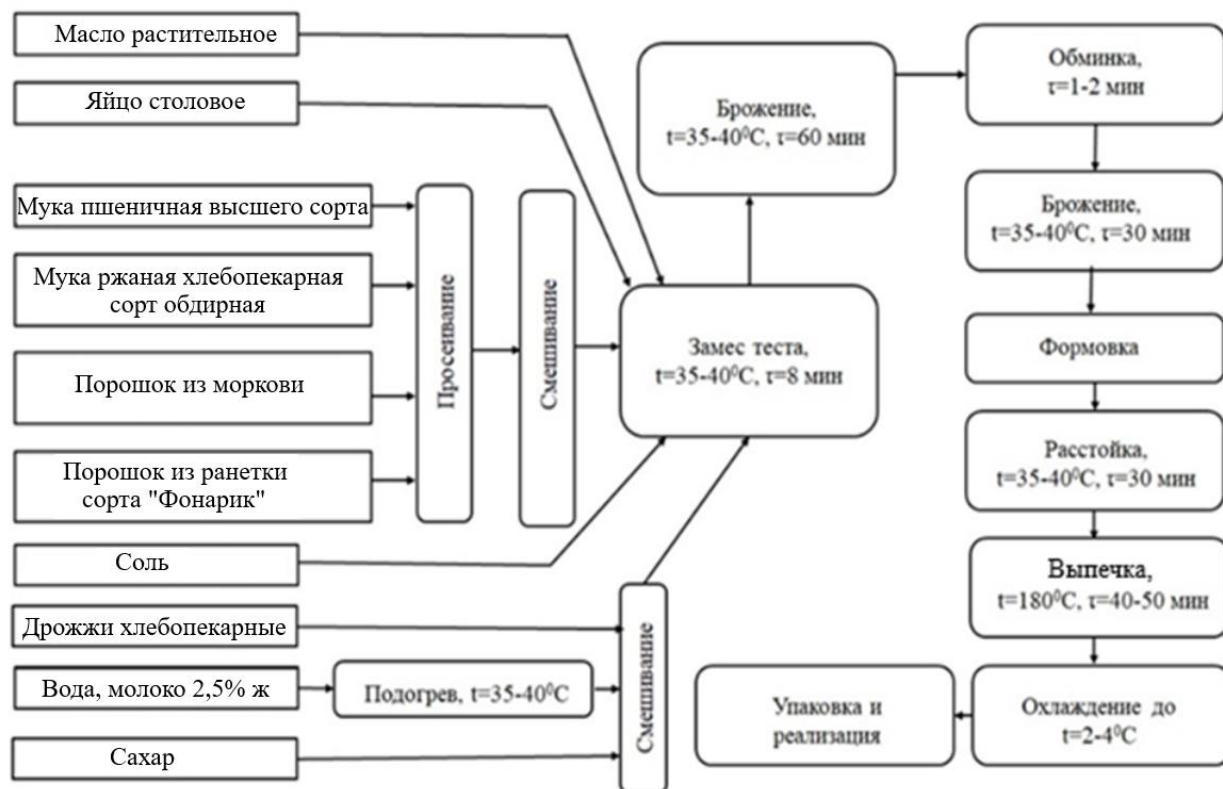 Масло растительное
Яйцо столовое
Мука пшеничная высшего сорта
Мука ржаная хлебопекарная
сорт обдирная
Порошок из моркови
Порошок из ранетки
сорта "Фонарик"
Соль
Дрожжи хлебопекарные
Вода, молоко 2,5% ж
Сахар
Подогрев, t=35-40⁰С
Просеивание
Смешивание
Смешивание
Замес теста,
t=35-40⁰С, τ=8 мин
Брожение,
t=35-40⁰С, τ=60 мин
Обминка,
τ=1-2 мин
Брожение,
t=35-40⁰С, τ=30 мин
Формовка
Расстойка,
t=35-40⁰С, τ=30 мин
Выпечка,
t=180⁰С, τ=40-50 мин
Охлаждение до
t=2-4⁰С
Упаковка и
реализация